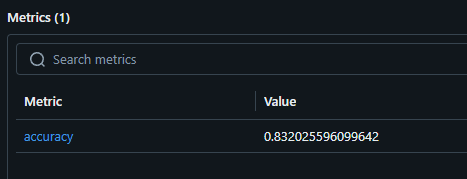 Metrics (1)
Search metrics
Metric Value
accuracy 0.832025596099642